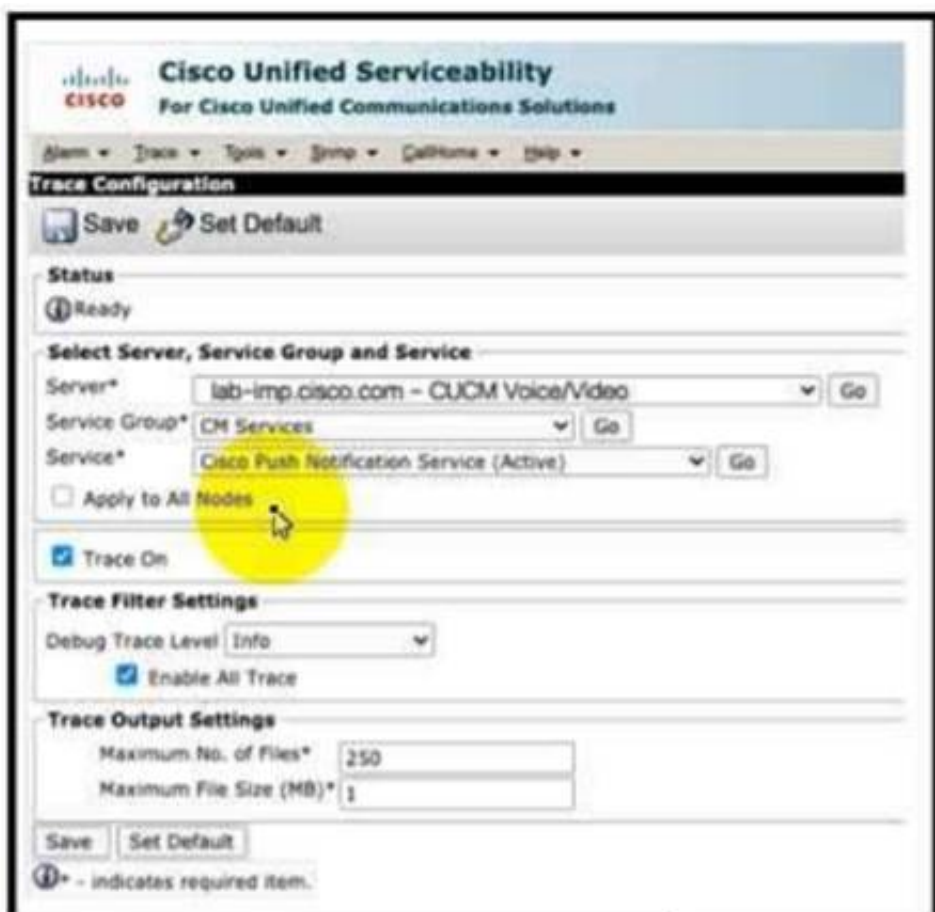 Cisco Unified Serviceability
CISCO
For Cisco Unified Communications Solutions
Alarm Trace Tools Snmp CallHome Help
Trace Configuration
Save Set Default
Status
Ready
Select Server, Service Group and Service
Server* lab-imp.cisco.com – CUCM Voice/Video Go
Service Group* CM Services Go
Service* Cisco Push Notification Service (Active) Go
Apply to All Nodes
Trace On
Trace Filter Settings
Debug Trace Level Info
Enable All Trace
Trace Output Settings
Maximum No. of Files* 250
Maximum File Size (MB)* 1
Save Set Default
* - indicates required item.